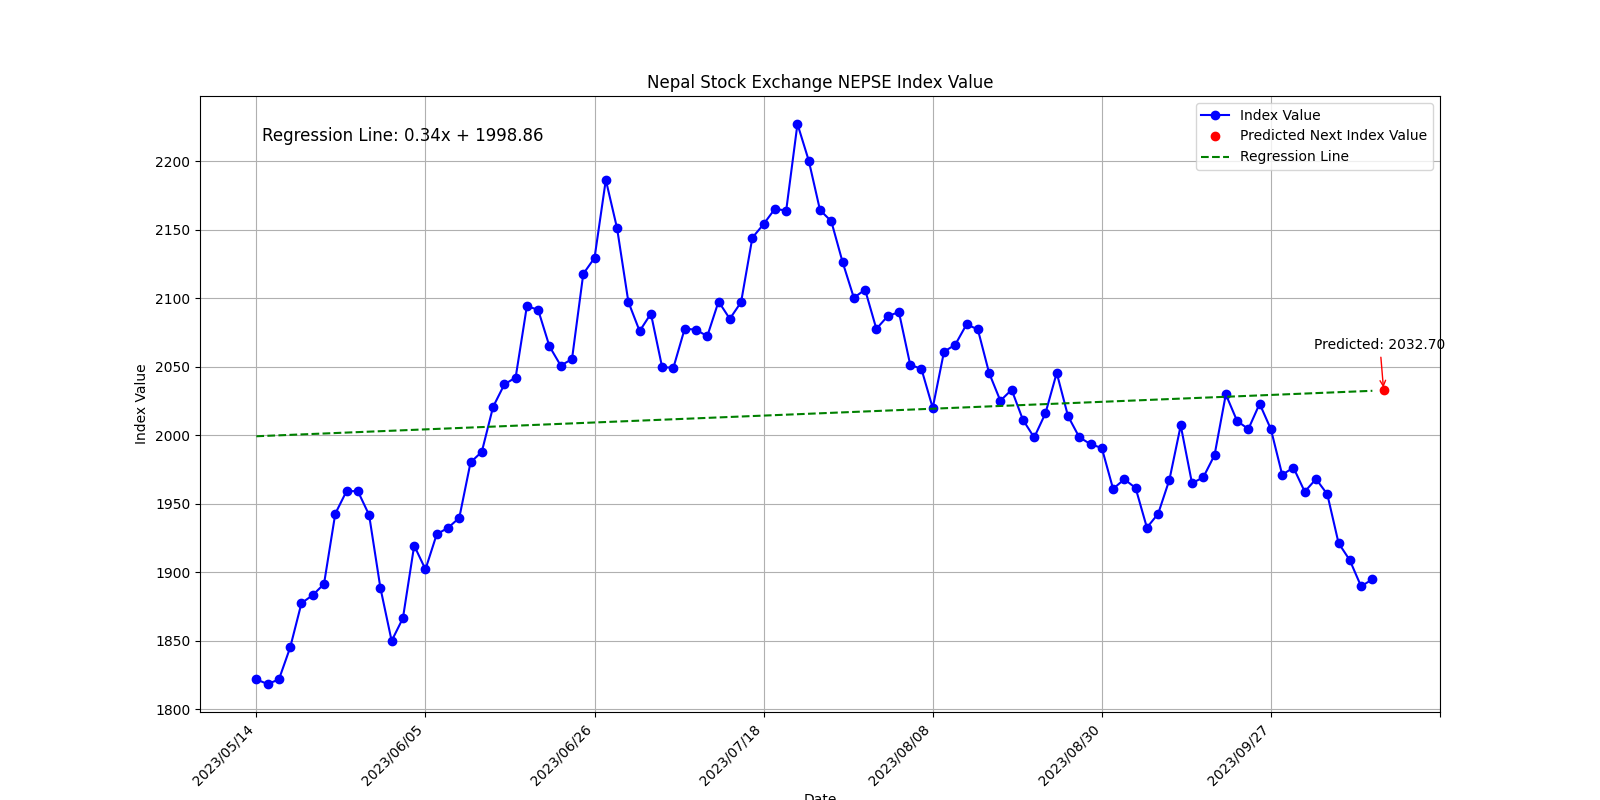 Nepal Stock Exchange NEPSE Index Value
Regression Line: 0.34x + 1998.86
Index Value
Predicted Next Index Value
Regression Line
Predicted: 2032.70
Index Value
2200
2150
2100
2050
2000
1950
1900
1850
1800
2023/05/14
2023/06/05
2023/06/26
2023/07/18
2023/08/08
2023/08/30
2023/09/27
Date